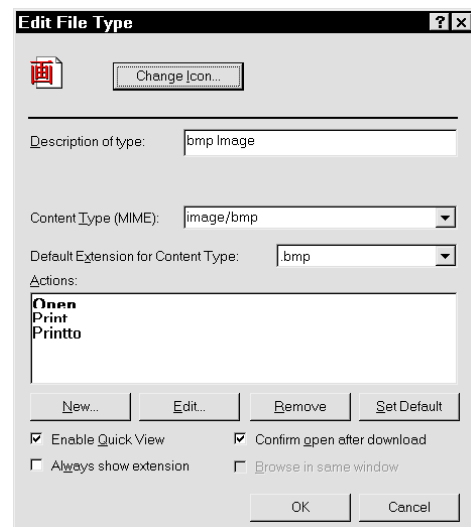 Edit File Type
画
Change Icon...
Description of type: bmp Image
Content Type (MIME): image/bmp
Default Extension for Content Type: .bmp
Actions:
Open
Print
Printto
New... Edit... Remove Set Default
Enable Quick View Confirm open after download
Always show extension Browse in same window
OK Cancel